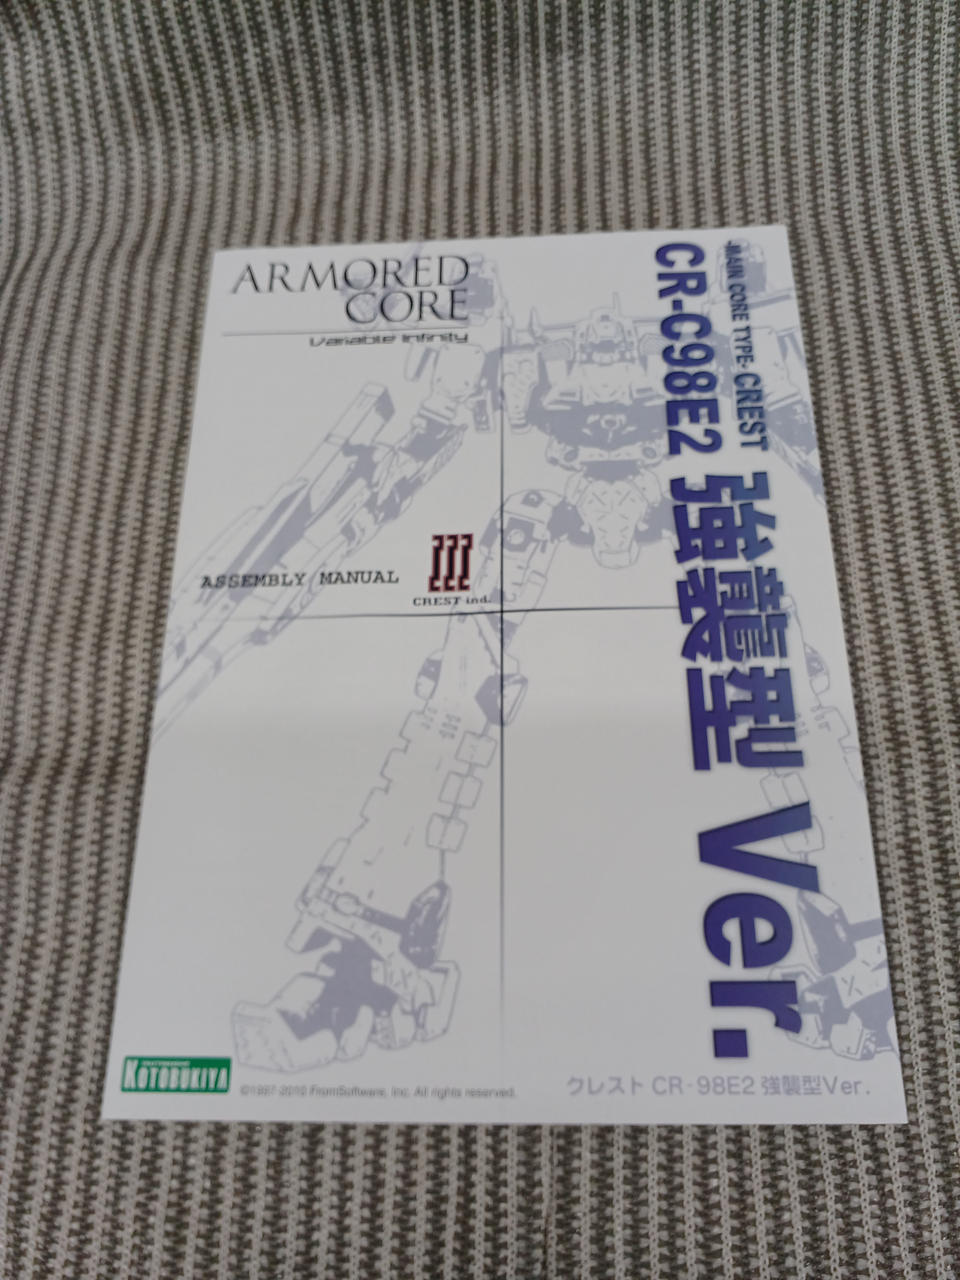 ARMORED
CORE
Variable Infinity
-MAIN CORE TYPE- CREST
CR-C98E2 強襲型 Ver.
ASSEMBLY MANUAL
CREST ind.
KOTOBUKIYA
©1997-2010 FromSoftware, Inc. All rights reserved.
クレスト CR-98E2 強襲型Ver.